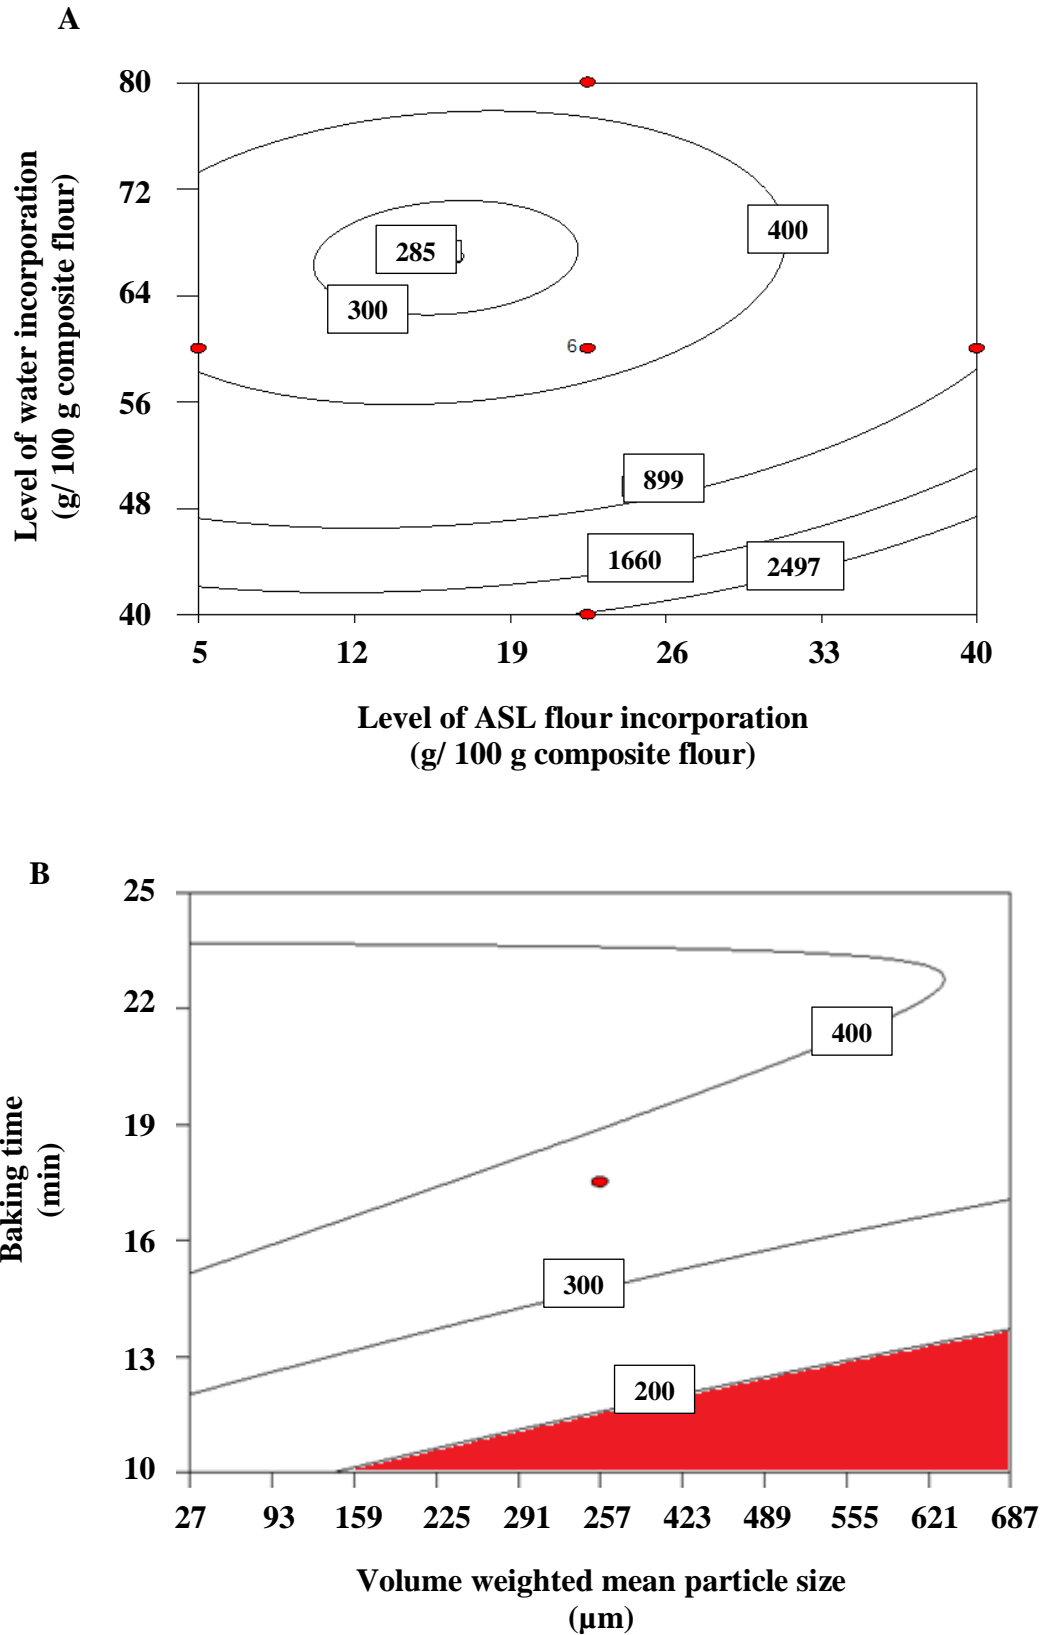 A
80
72
64
56
48
40
Level of water incorporation
(g/ 100 g composite flour)
285
300
400
6
899
1660
2497
5 12 19 26 33 40
Level of ASL flour incorporation
(g/ 100 g composite flour)
B
25
22
19
16
13
10
Baking time
(min)
400
300
200
27 93 159 225 291 257 423 489 555 621 687
Volume weighted mean particle size
(µm)